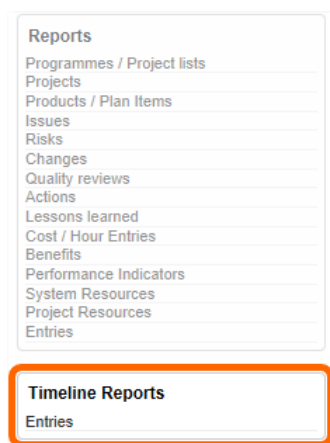 Reports
Programmes / Project lists
Projects
Products / Plan Items
Issues
Risks
Changes
Quality reviews
Actions
Lessons learned
Cost / Hour Entries
Benefits
Performance Indicators
System Resources
Project Resources
Entries
Timeline Reports
Entries